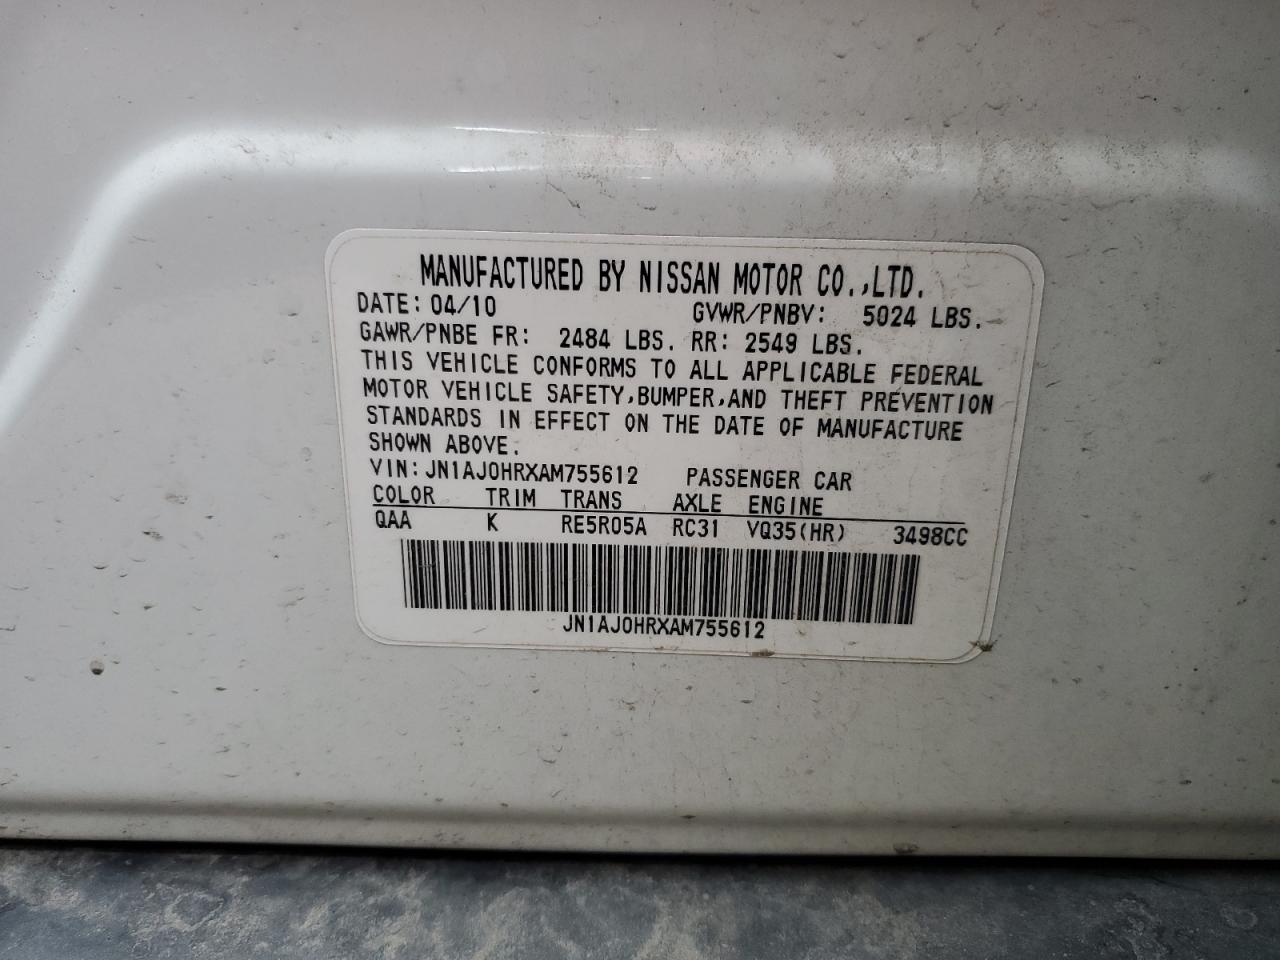 MANUFACTURED BY NISSAN MOTOR CO.,LTD.
DATE: 04/10 GVWR/PNBV: 5024 LBS.
GAWR/PNBE FR: 2484 LBS. RR: 2549 LBS.
THIS VEHICLE CONFORMS TO ALL APPLICABLE FEDERAL
MOTOR VEHICLE SAFETY,BUMPER,AND THEFT PREVENTION
STANDARDS IN EFFECT ON THE DATE OF MANUFACTURE
SHOWN ABOVE.
VIN: JN1AJ0HRXAM755612 PASSENGER CAR
COLOR TRIM TRANS AXLE ENGINE
QAA K RE5R05A RC31 VQ35(HR) 3498CC
JN1AJ0HRXAM755612